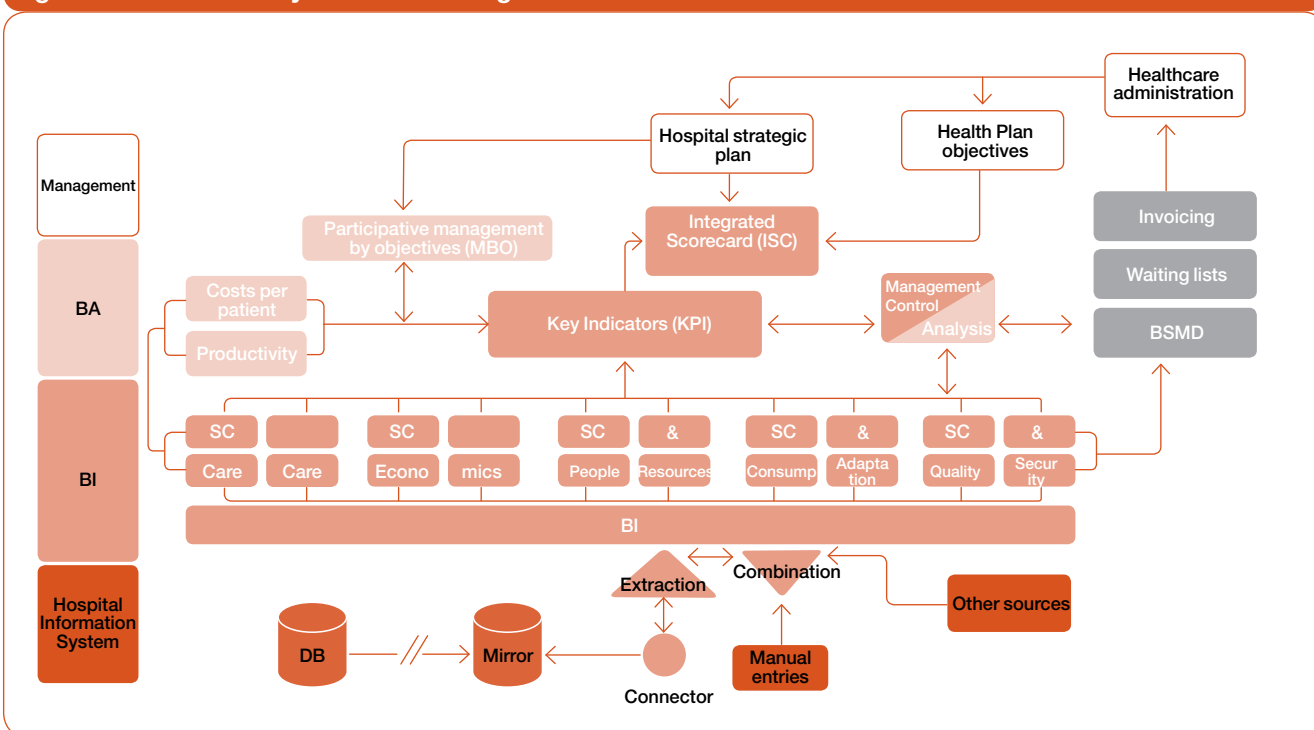 Healthcare
administration
Hospital strategic
plan
Health Plan
objectives
Management
Participative management
by objectives (MBO)
Integrated
Scorecard (ISC)
Invoicing
Waiting lists
BSMD
BA
Costs per
patient
Productivity
Key Indicators (KPI)
Management
Control
Analysis
BI
SC
SC
SC
&
SC
&
SC
&
Care
Care
Econo
mics
People
Resources
Consump
Adapta
tion
Quality
Secur
ity
BI
Extraction
Combination
Other sources
Hospital
Information
System
DB
Mirror
Connector
Manual
entries